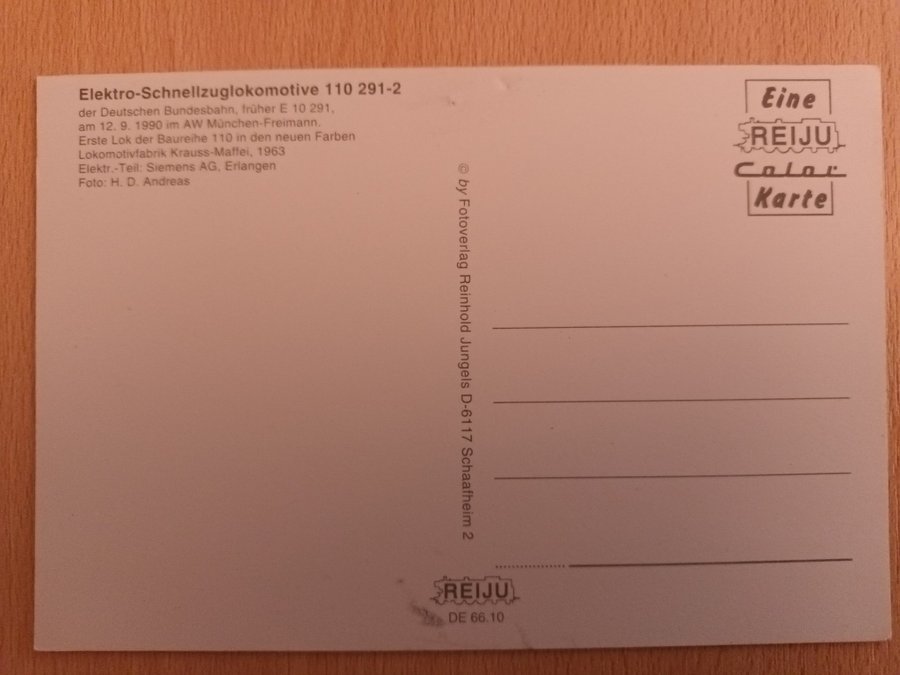 Elektro-Schnellzuglokomotive 110 291-2
der Deutschen Bundesbahn, früher E 10 291,
am 12. 9. 1990 im AW München-Freimann.
Erste Lok der Baureihe 110 in den neuen Farben
Lokomotivfabrik Krauss-Maffei, 1963
Elektr.-Teil: Siemens AG, Erlangen
Foto: H. D. Andreas
© by Fotoverlag Reinhold Jungels D-6117 Schaafheim 2
Eine
REIJU
Color
Karte
REIJU
DE 66.10